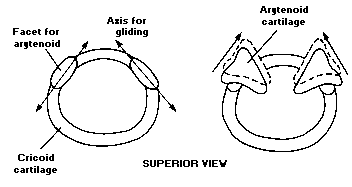 Facet for
arytenoid
Axis for
gliding
Arytenoid
cartilage
Cricoid
cartilage
SUPERIOR VIEW